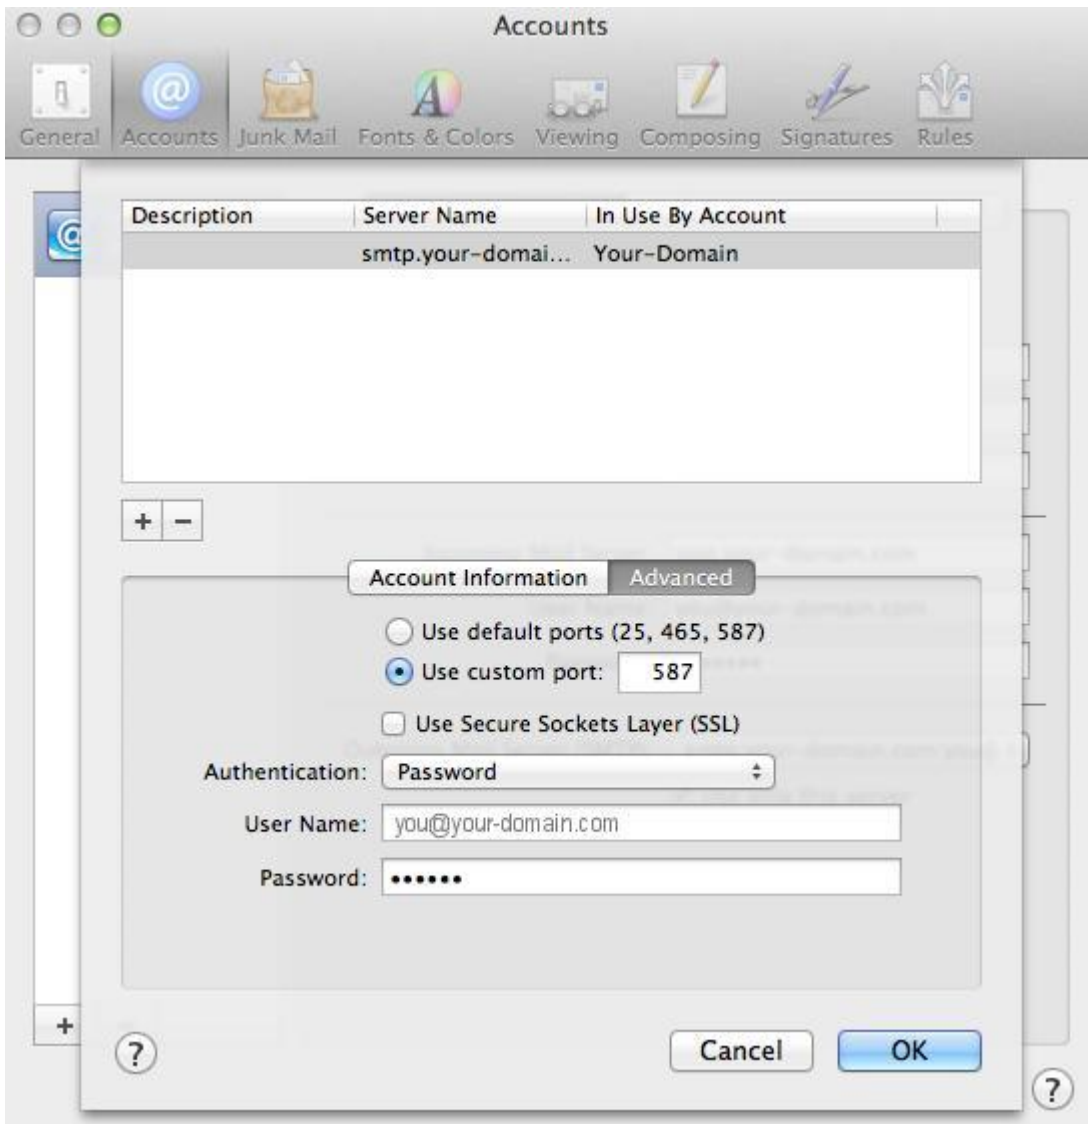 Accounts
General Accounts Junk Mail Fonts & Colors Viewing Composing Signatures Rules
Description Server Name In Use By Account
smtp.your-domai... Your-Domain
+ −
Account Information Advanced
Use default ports (25, 465, 587)
Use custom port: 587
Use Secure Sockets Layer (SSL)
Authentication: Password
User Name: you@your-domain.com
Password: ••••••
+
? Cancel OK
?